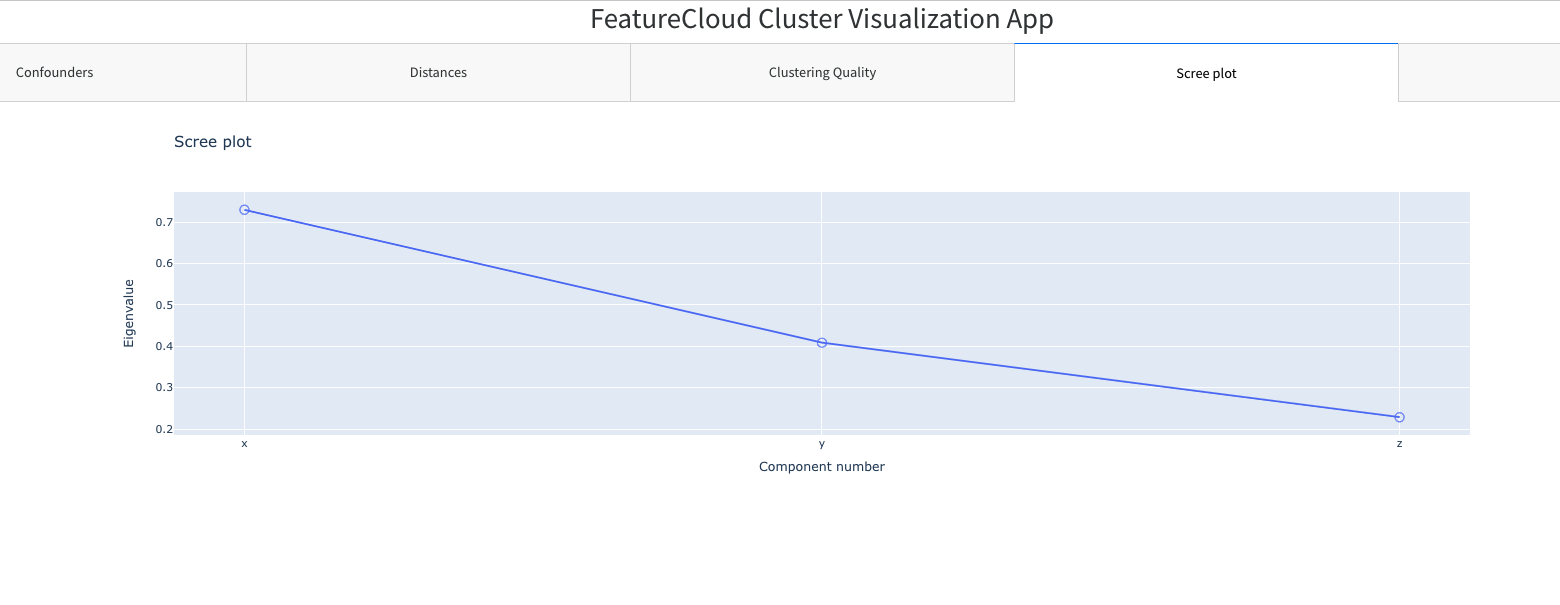 FeatureCloud Cluster Visualization App
Confounders
Distances
Clustering Quality
Scree plot
Scree plot
Eigenvalue
0.7
0.6
0.5
0.4
0.3
0.2
x
y
z
Component number